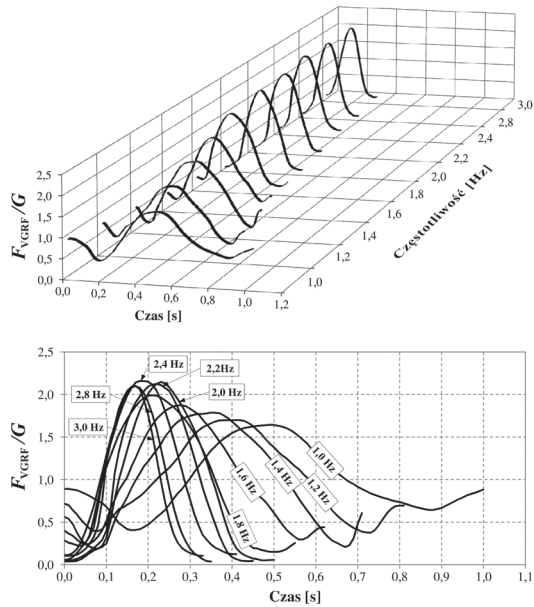 2,5
2,0
1,5
1,0
0,5
0,0
F_VGRF/G
0,0
0,2
0,4
0,6
0,8
1,0
1,2
Czas [s]
1,0
1,2
1,4
1,6
1,8
2,0
2,2
2,4
2,8
3,0
Częstotliwość [Hz]
2,5
2,0
1,5
1,0
0,5
0,0
F_VGRF/G
2,4 Hz
2,2Hz
2,8 Hz
2,0 Hz
3,0 Hz
1,0 Hz
1,6 Hz
1,4 Hz
1,2 Hz
1,8 Hz
0,0 0,1 0,2 0,3 0,4 0,5 0,6 0,7 0,8 0,9 1,0 1,1
Czas [s]